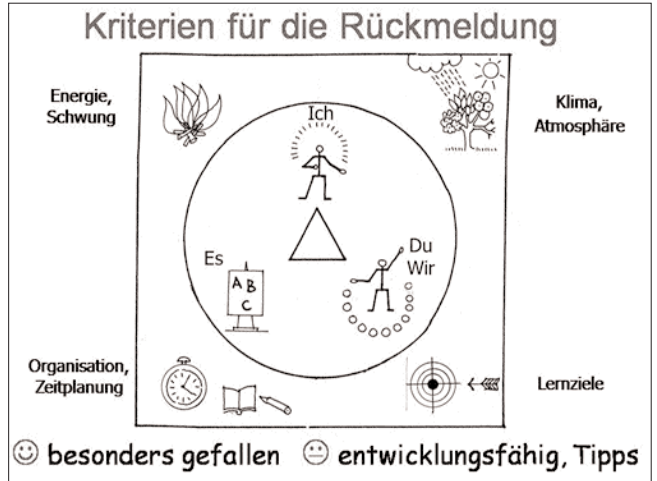 Kriterien für die Rückmeldung
Energie,
Schwung
Klima,
Atmosphäre
Ich
Es
A B
C
Du
Wir
Organisation,
Zeitplanung
Lernziele
besonders gefallen
entwicklungsfähig, Tipps